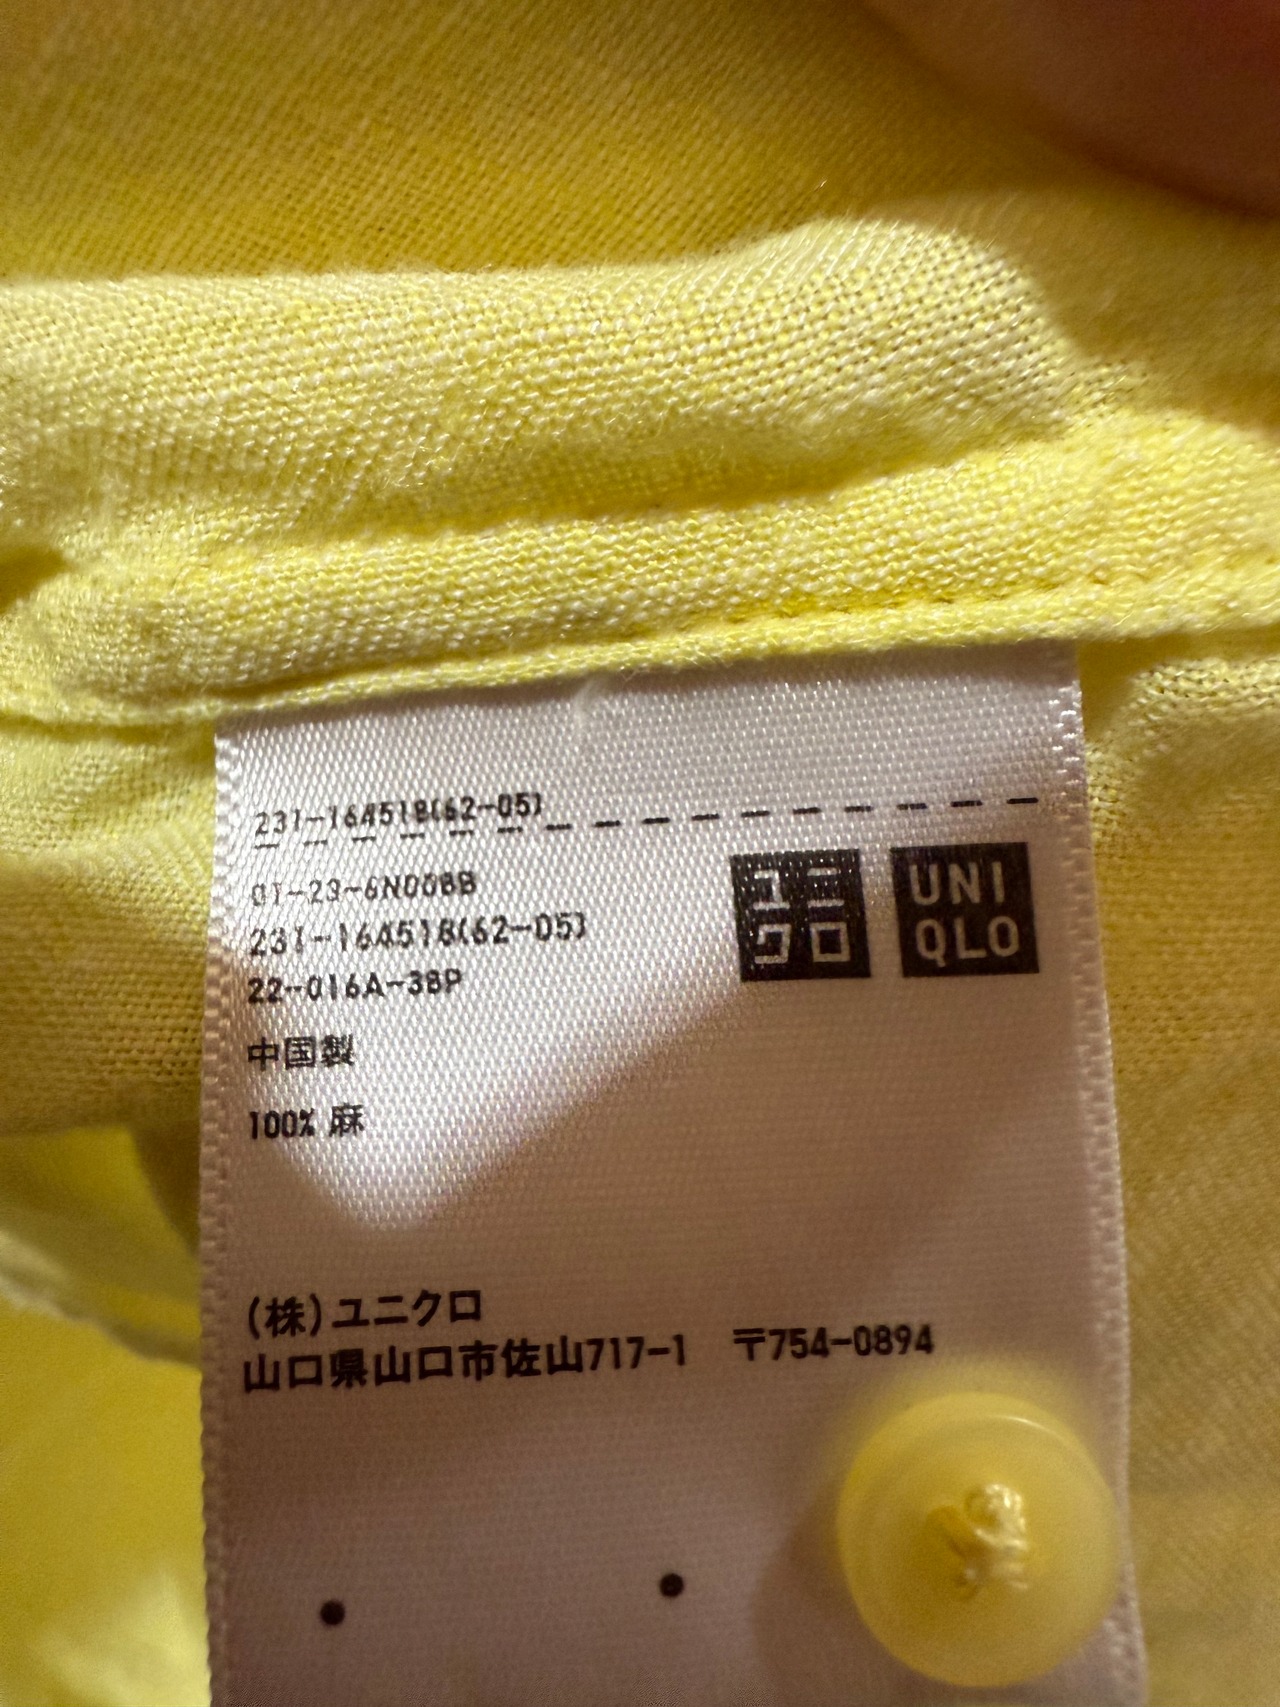 231-164518(62-05)
01-23-6N008B
231-164518(62-05)
22-016A-38P
中国製
100% 麻
ユニ
クロ
UNI
QLO
(株)ユニクロ
山口県山口市佐山717-1 〒754-0894